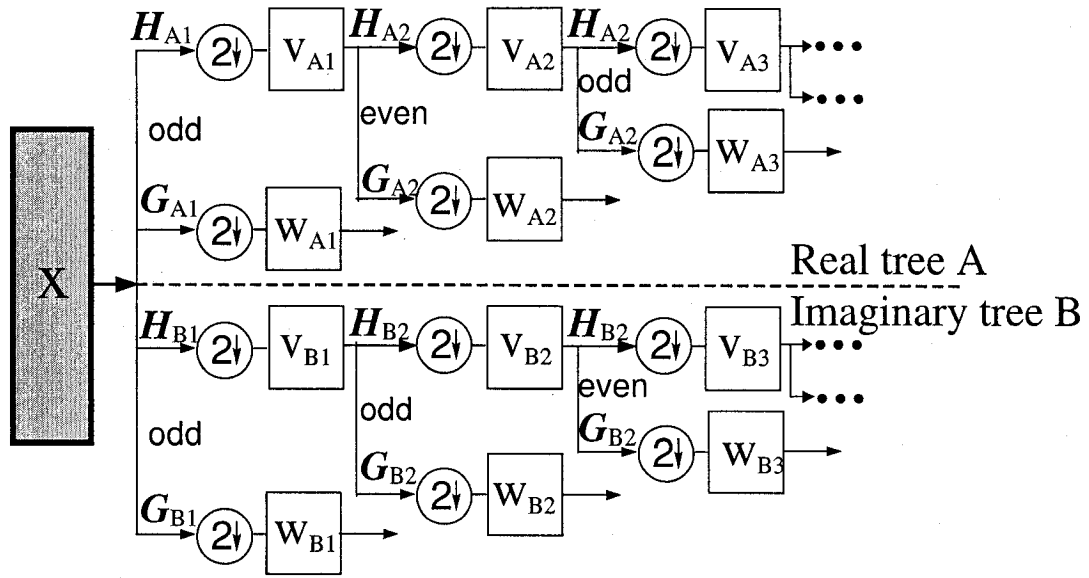 H_A1 2↓ V_A1 H_A2 2↓ V_A2 H_A2 2↓ V_A3 •••
odd even odd •••
G_A2 2↓ W_A3
G_A1 2↓ W_A1 G_A2 2↓ W_A2
X
Real tree A
Imaginary tree B
H_B1 2↓ V_B1 H_B2 2↓ V_B2 H_B2 2↓ V_B3 •••
odd odd even •••
G_B2 2↓ W_B3
G_B2 2↓ W_B2
G_B1 2↓ W_B1